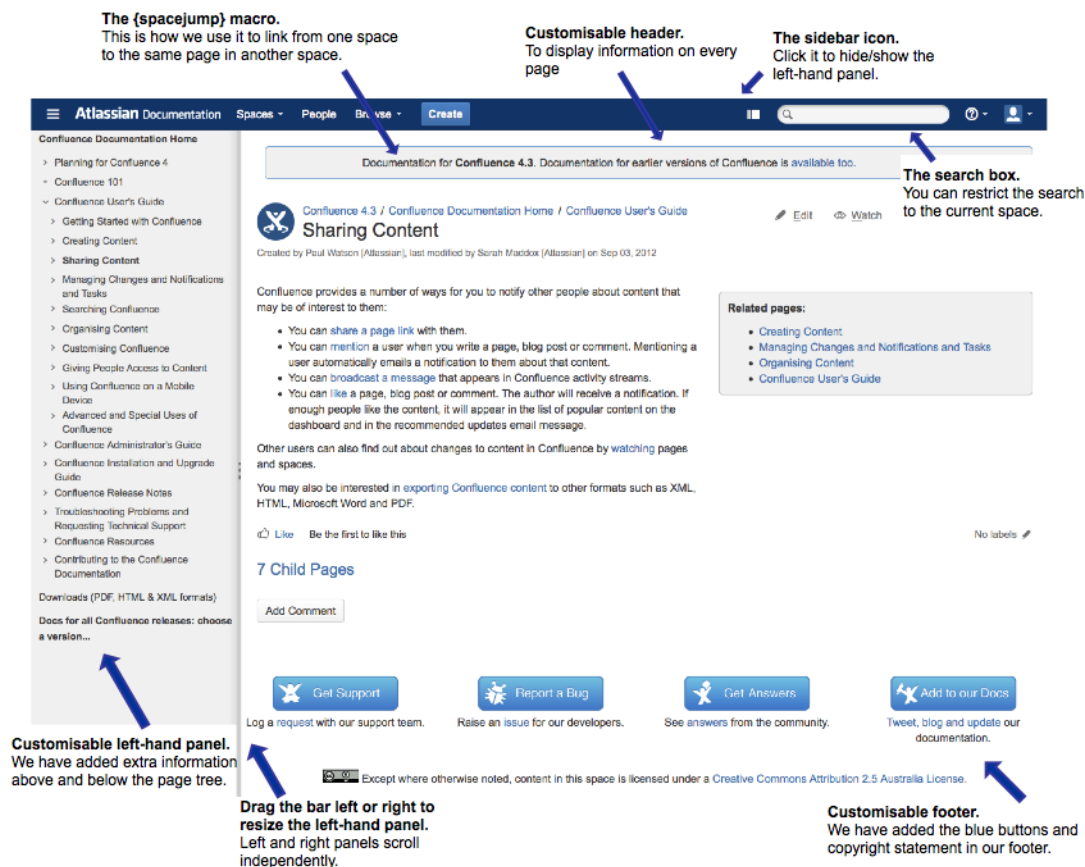 The {spacejump} macro.
This is how we use it to link from one space
to the same page in another space.
Customisable header.
To display information on every
page
The sidebar icon.
Click it to hide/show the
left-hand panel.
Atlassian Documentation Spaces People Browse Create
Confluence Documentation Home
Planning for Confluence 4
Confluence 101
Confluence User's Guide
Getting Started with Confluence
Creating Content
Sharing Content
Managing Changes and Notifications
and Tasks
Searching Confluence
Organising Content
Customising Confluence
Giving People Access to Content
Using Confluence on a Mobile
Device
Advanced and Special Uses of
Confluence
Confluence Administrator's Guide
Confluence Installation and Upgrade
Guide
Confluence Release Notes
Troubleshooting Problems and
Requesting Technical Support
Confluence Resources
Contributing to the Confluence
Documentation
Downloads (PDF, HTML & XML formats)
Docs for all Confluence releases: choose
a version...
Documentation for Confluence 4.3. Documentation for earlier versions of Confluence is available too.
The search box.
You can restrict the search
to the current space.
Confluence 4.3 / Confluence Documentation Home / Confluence User's Guide
Sharing Content
Edit Watch
Created by Paul Watson [Atlassian], last modified by Sarah Maddox [Atlassian] on Sep 03, 2012
Confluence provides a number of ways for you to notify other people about content that
may be of interest to them:
• You can share a page link with them.
• You can mention a user when you write a page, blog post or comment. Mentioning a
user automatically emails a notification to them about that content.
• You can broadcast a message that appears in Confluence activity streams.
• You can like a page, blog post or comment. The author will receive a notification. If
enough people like the content, it will appear in the list of popular content on the
dashboard and in the recommended updates email message.
Other users can also find out about changes to content in Confluence by watching pages
and spaces.
You may also be interested in exporting Confluence content to other formats such as XML,
HTML, Microsoft Word and PDF.
Related pages:
• Creating Content
• Managing Changes and Notifications and Tasks
• Organising Content
• Confluence User's Guide
Like Be the first to like this
No labels
7 Child Pages
Add Comment
Get Support
Log a request with our support team.
Report a Bug
Raise an issue for our developers.
Get Answers
See answers from the community.
Add to our Docs
Tweet, blog and update our
documentation.
Except where otherwise noted, content in this space is licensed under a Creative Commons Attribution 2.5 Australia License.
Customisable left-hand panel.
We have added extra information
above and below the page tree.
Drag the bar left or right to
resize the left-hand panel.
Left and right panels scroll
independently.
Customisable footer.
We have added the blue buttons and
copyright statement in our footer.